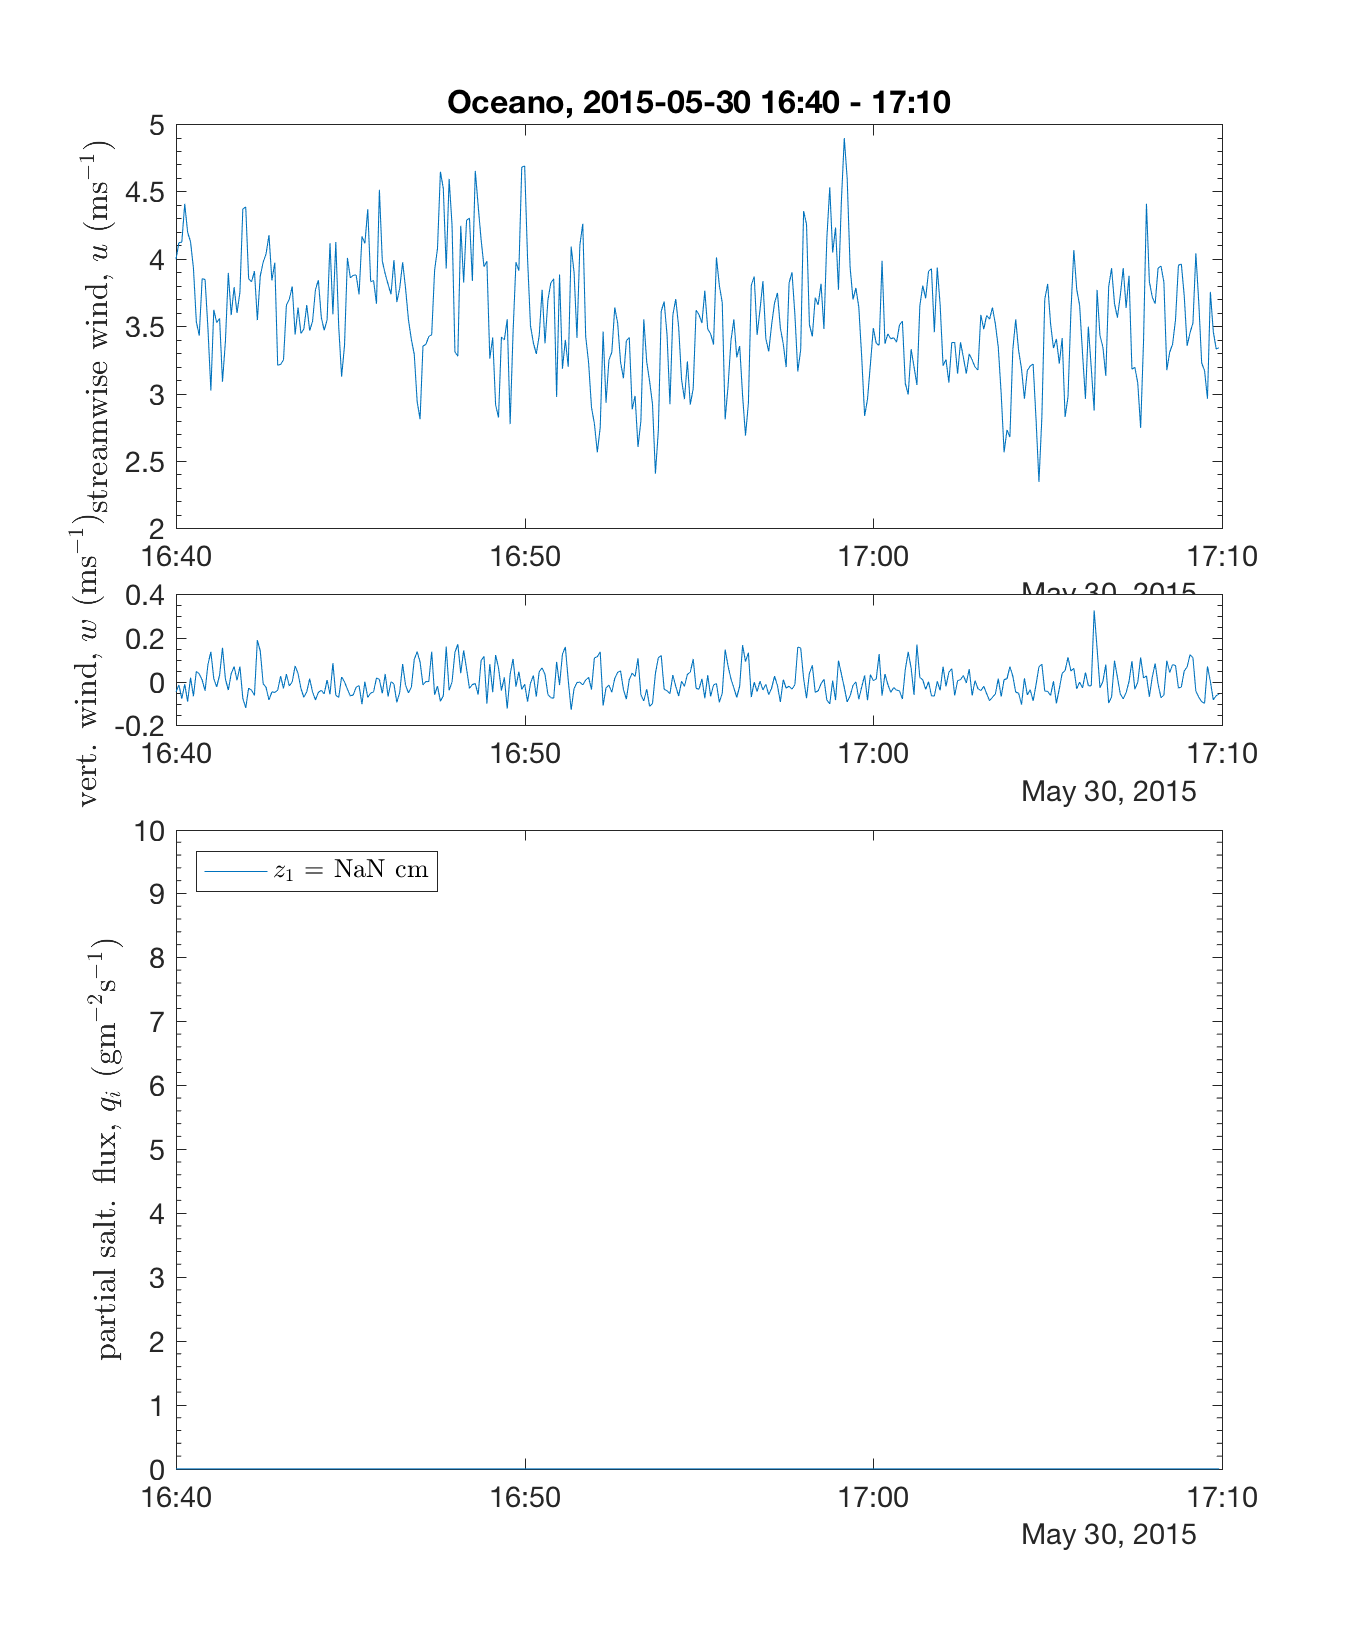 Oceano, 2015-05-30 16:40 - 17:10
streamwise wind, u (ms⁻¹)
5
4.5
4
3.5
3
2.5
2
16:40 16:50 17:00 17:10
May 30, 2015
vert. wind, w (ms⁻¹)
0.4
0.2
0
-0.2
16:40 16:50 17:00 17:10
May 30, 2015
partial salt. flux, qᵢ (gm⁻²s⁻¹)
10
9
8
7
6
5
4
3
2
1
0
z₁ = NaN cm
16:40 16:50 17:00 17:10
May 30, 2015